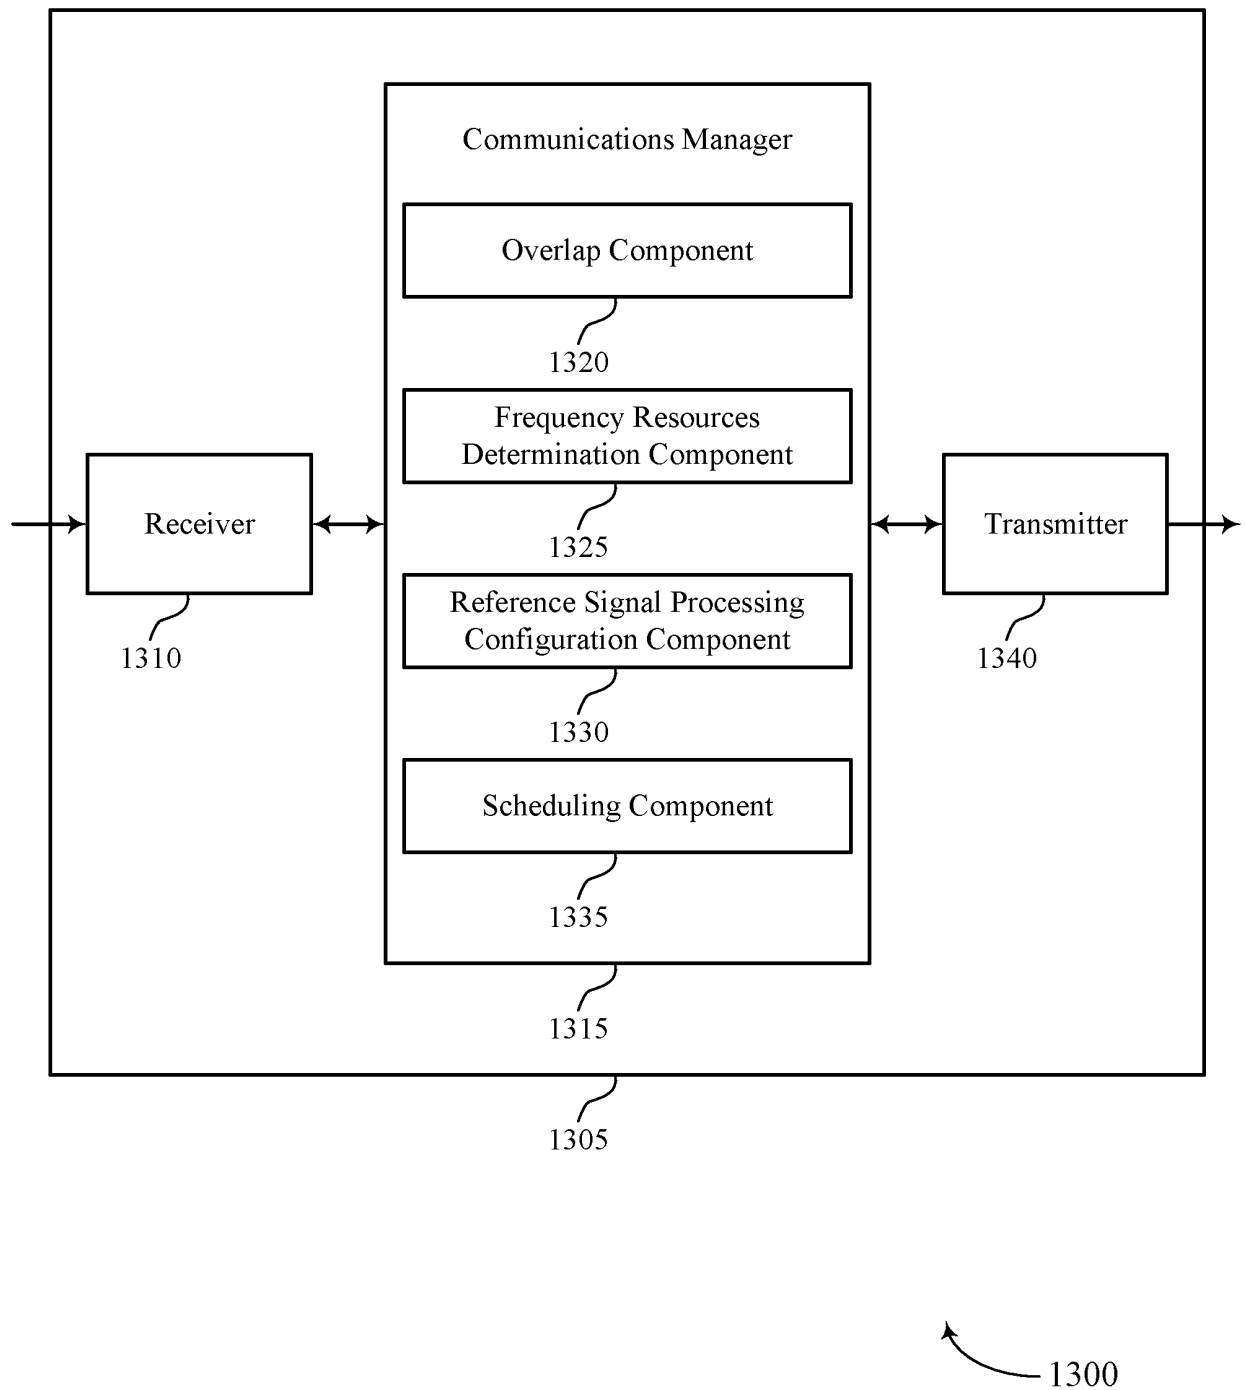 Communications Manager
Overlap Component
1320
Frequency Resources
Determination Component
1325
Receiver
1310
Reference Signal Processing
Configuration Component
1330
Transmitter
1340
Scheduling Component
1335
1315
1305
1300